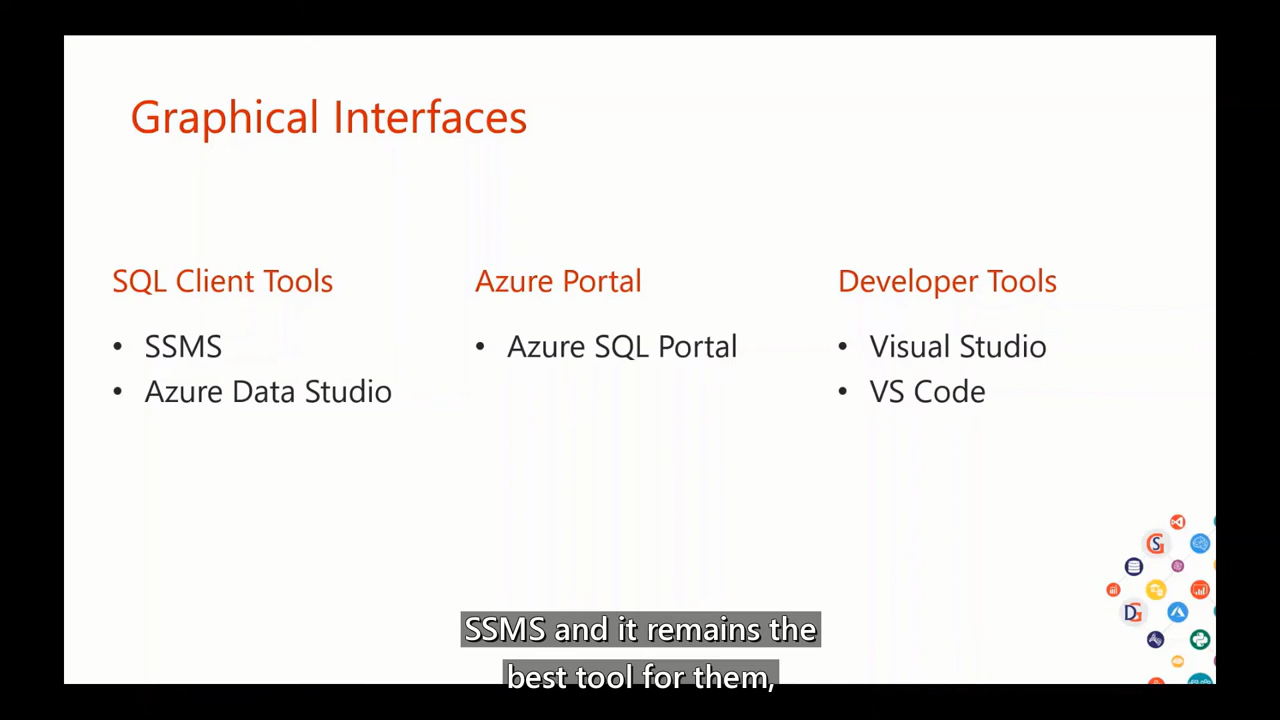 Graphical Interfaces
SQL Client Tools
• SSMS
• Azure Data Studio
Azure Portal
• Azure SQL Portal
Developer Tools
• Visual Studio
• VS Code
SSMS and it remains the
best tool for them,